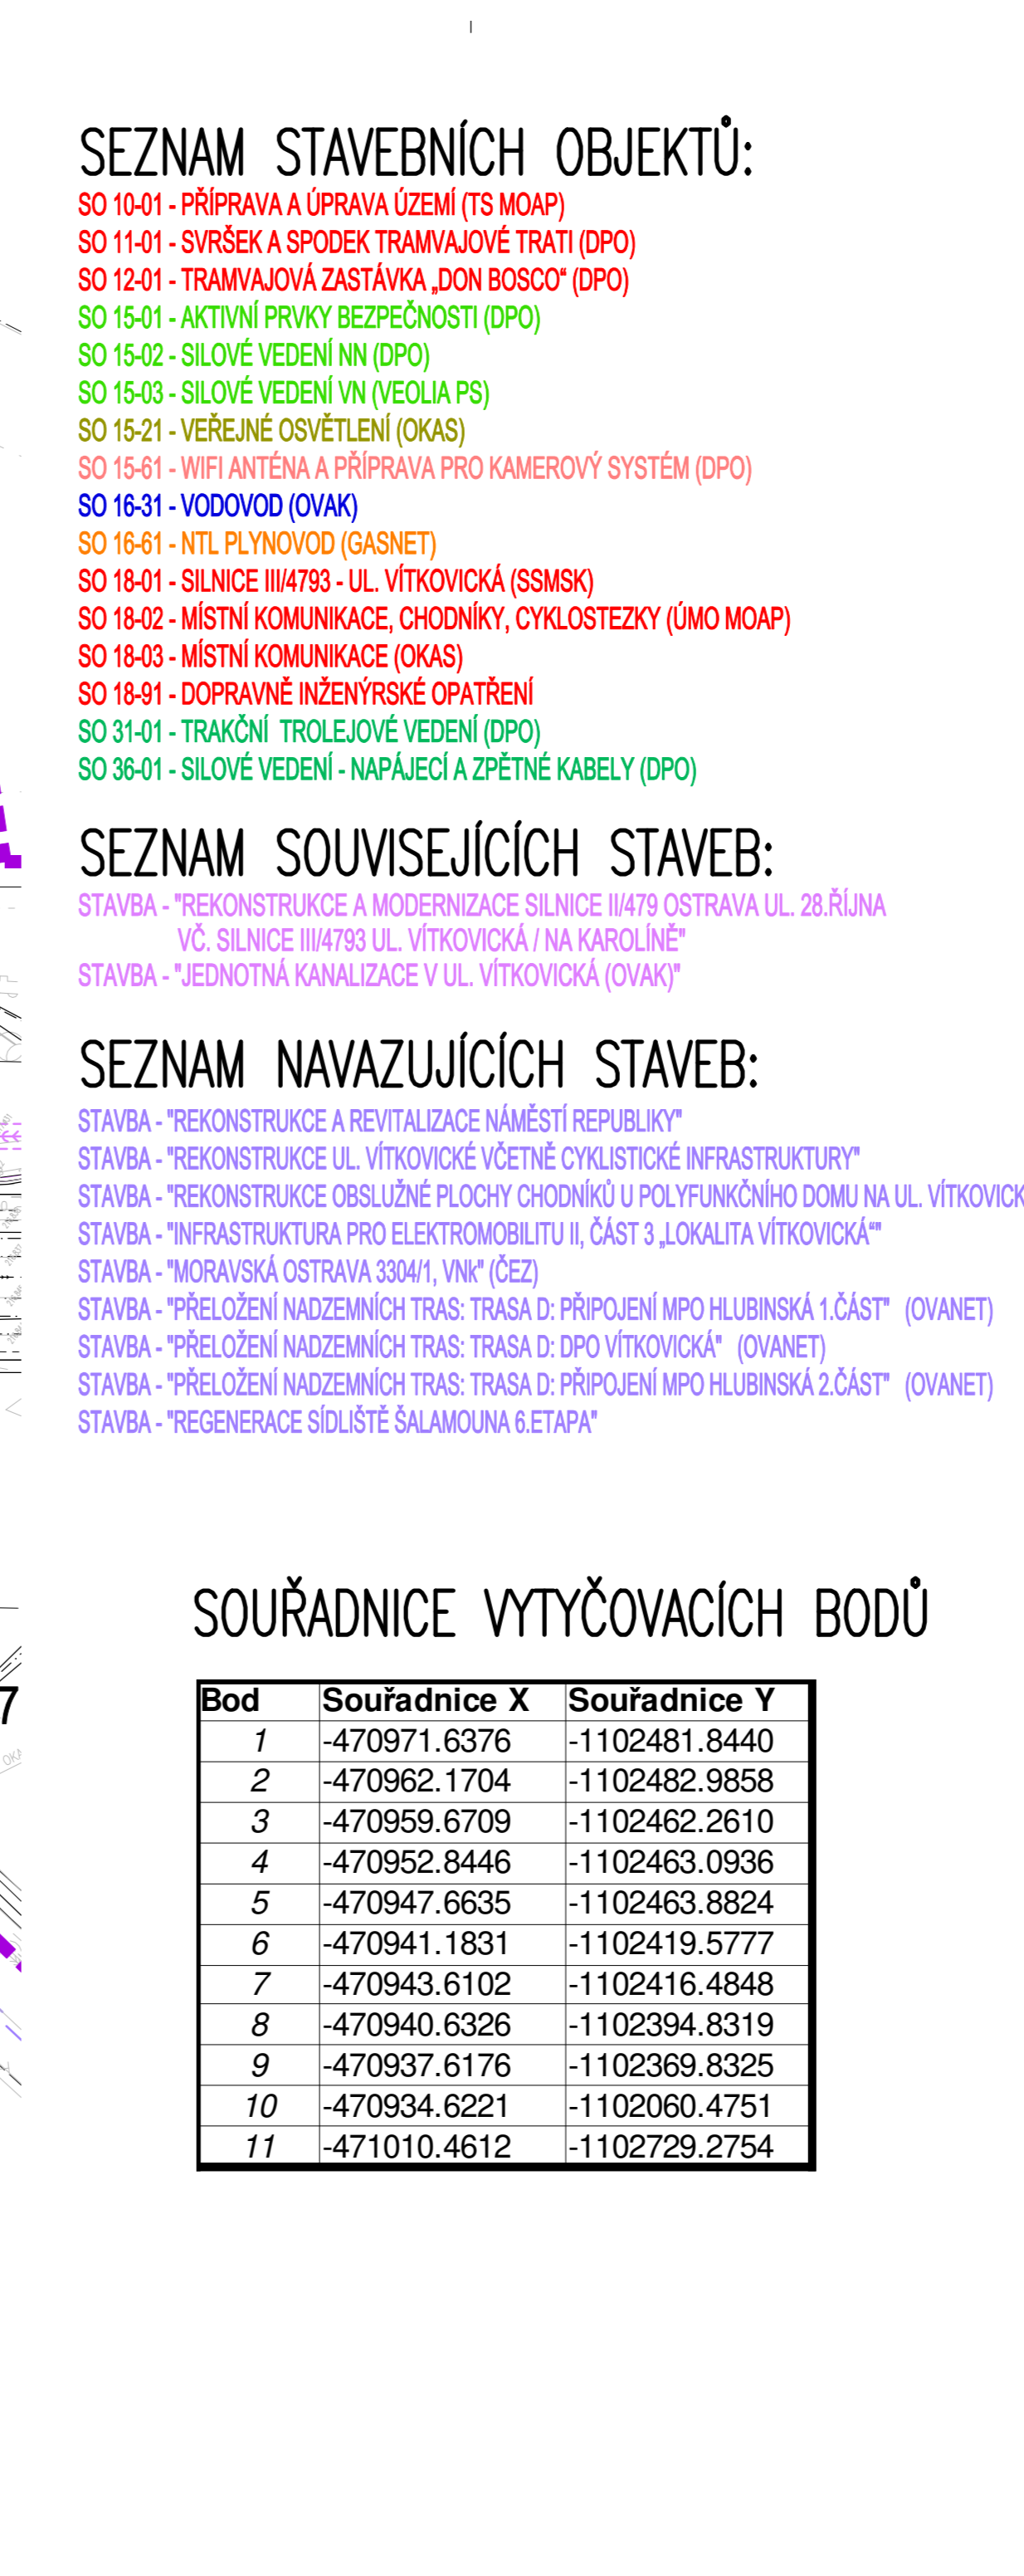 SEZNAM STAVEBNÍCH OBJEKTŮ:
SO 10-01 - PŘÍPRAVA A ÚPRAVA ÚZEMÍ (TS MOAP)
SO 11-01 - SVRŠEK A SPODEK TRAMVAJOVÉ TRATI (DPO)
SO 12-01 - TRAMVAJOVÁ ZASTÁVKA „DON BOSCO“ (DPO)
SO 15-01 - AKTIVNÍ PRVKY BEZPEČNOSTI (DPO)
SO 15-02 - SILOVÉ VEDENÍ NN (DPO)
SO 15-03 - SILOVÉ VEDENÍ VN (VEOLIA PS)
SO 15-21 - VEŘEJNÉ OSVĚTLENÍ (OKAS)
SO 15-61 - WIFI ANTÉNA A PŘÍPRAVA PRO KAMEROVÝ SYSTÉM (DPO)
SO 16-31 - VODOVOD (OVAK)
SO 16-61 - NTL PLYNOVOD (GASNET)
SO 18-01 - SILNICE III/4793 - UL. VÍTKOVICKÁ (SSMSK)
SO 18-02 - MÍSTNÍ KOMUNIKACE, CHODNÍKY, CYKLOSTEZKY (ÚMO MOAP)
SO 18-03 - MÍSTNÍ KOMUNIKACE (OKAS)
SO 18-91 - DOPRAVNĚ INŽENÝRSKÉ OPATŘENÍ
SO 31-01 - TRAKČNÍ  TROLEJOVÉ VEDENÍ (DPO)
SO 36-01 - SILOVÉ VEDENÍ - NAPÁJECÍ A ZPĚTNÉ KABELY (DPO)
SEZNAM SOUVISEJÍCÍCH STAVEB:
STAVBA - "REKONSTRUKCE A MODERNIZACE SILNICE II/479 OSTRAVA UL. 28.ŘÍJNA
VČ. SILNICE III/4793 UL. VÍTKOVICKÁ / NA KAROLÍNĚ"
STAVBA - "JEDNOTNÁ KANALIZACE V UL. VÍTKOVICKÁ (OVAK)"
SEZNAM NAVAZUJÍCÍCH STAVEB:
STAVBA - "REKONSTRUKCE A REVITALIZACE NÁMĚSTÍ REPUBLIKY"
STAVBA - "REKONSTRUKCE UL. VÍTKOVICKÉ VČETNĚ CYKLISTICKÉ INFRASTRUKTURY"
STAVBA - "REKONSTRUKCE OBSLUŽNÉ PLOCHY CHODNÍKŮ U POLYFUNKČNÍHO DOMU NA UL. VÍTKOVICK
STAVBA - "INFRASTRUKTURA PRO ELEKTROMOBILITU II, ČÁST 3 „LOKALITA VÍTKOVICKÁ“"
STAVBA - "MORAVSKÁ OSTRAVA 3304/1, VNk" (ČEZ)
STAVBA - "PŘELOŽENÍ NADZEMNÍCH TRAS: TRASA D: PŘIPOJENÍ MPO HLUBINSKÁ 1.ČÁST"  (OVANET)
STAVBA - "PŘELOŽENÍ NADZEMNÍCH TRAS: TRASA D: DPO VÍTKOVICKÁ"  (OVANET)
STAVBA - "PŘELOŽENÍ NADZEMNÍCH TRAS: TRASA D: PŘIPOJENÍ MPO HLUBINSKÁ 2.ČÁST"  (OVANET)
STAVBA - "REGENERACE SÍDLIŠTĚ ŠALAMOUNA 6.ETAPA"
SOUŘADNICE VYTYČOVACÍCH BODŮ
Bod Souřadnice X Souřadnice Y
1 -470971.6376 -1102481.8440
2 -470962.1704 -1102482.9858
3 -470959.6709 -1102462.2610
4 -470952.8446 -1102463.0936
5 -470947.6635 -1102463.8824
6 -470941.1831 -1102419.5777
7 -470943.6102 -1102416.4848
8 -470940.6326 -1102394.8319
9 -470937.6176 -1102369.8325
10 -470934.6221 -1102060.4751
11 -471010.4612 -1102729.2754
7